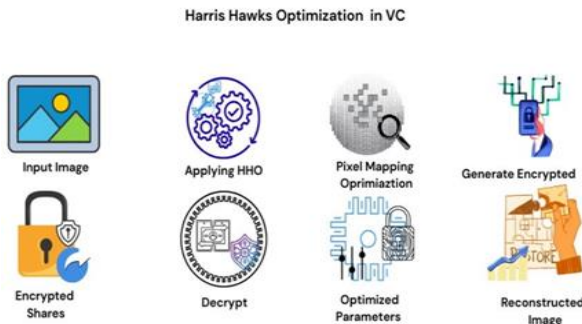 Harris Hawks Optimization in VC
Input Image
Applying HHO
Pixel Mapping
Oprimiaztion
Generate Encrypted
Encrypted
Shares
Decrypt
Optimized
Parameters
Reconstructed
Image